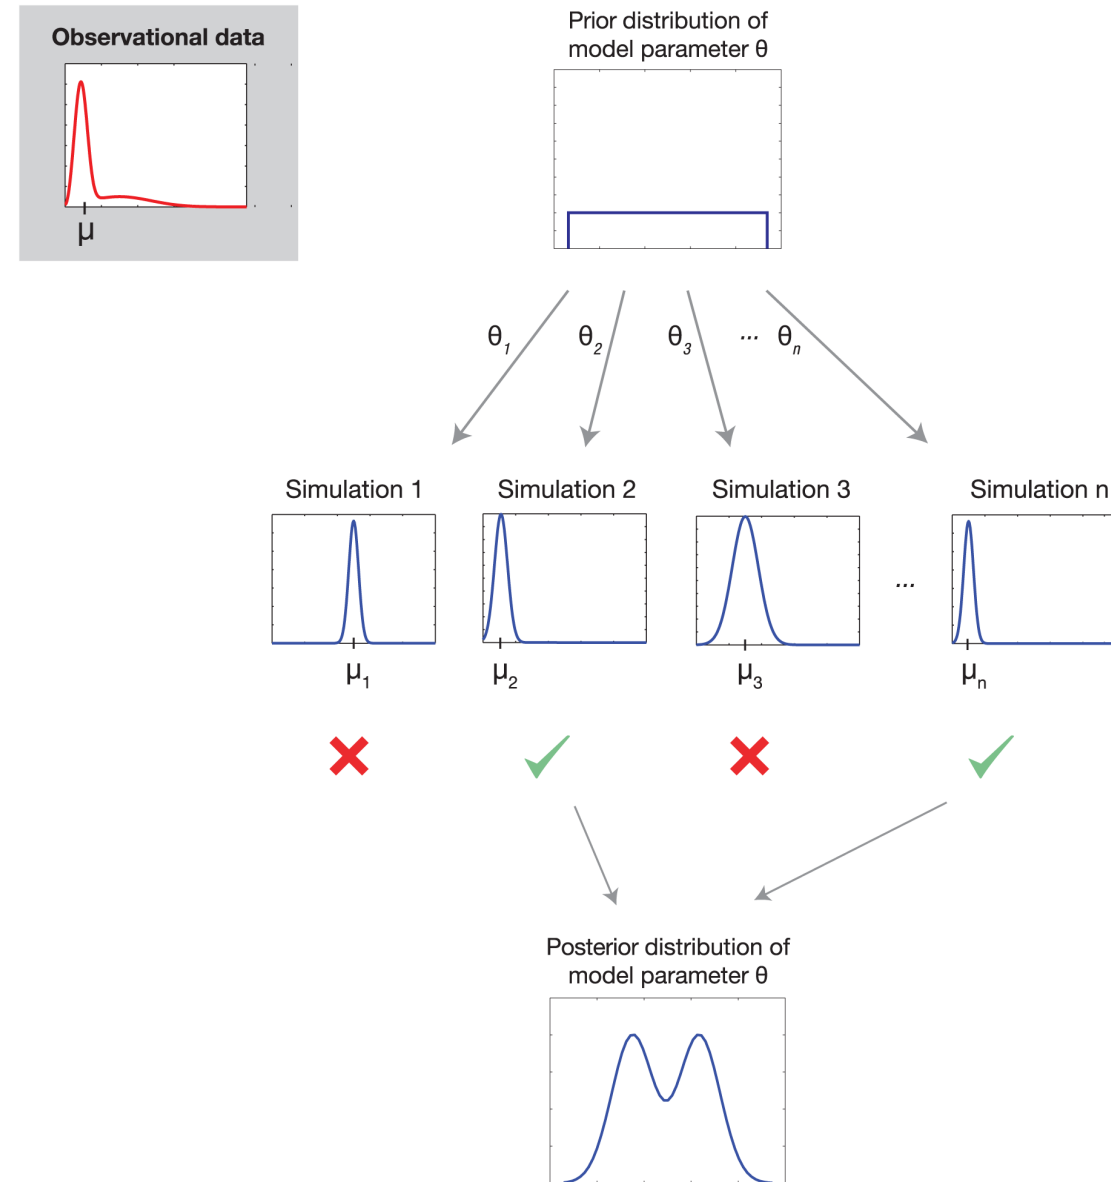 Observational data
μ
Prior distribution of
model parameter θ
θ1
θ2
θ3
...
θn
Simulation 1
Simulation 2
Simulation 3
Simulation n
...
μ1
μ2
μ3
μn
Posterior distribution of
model parameter θ